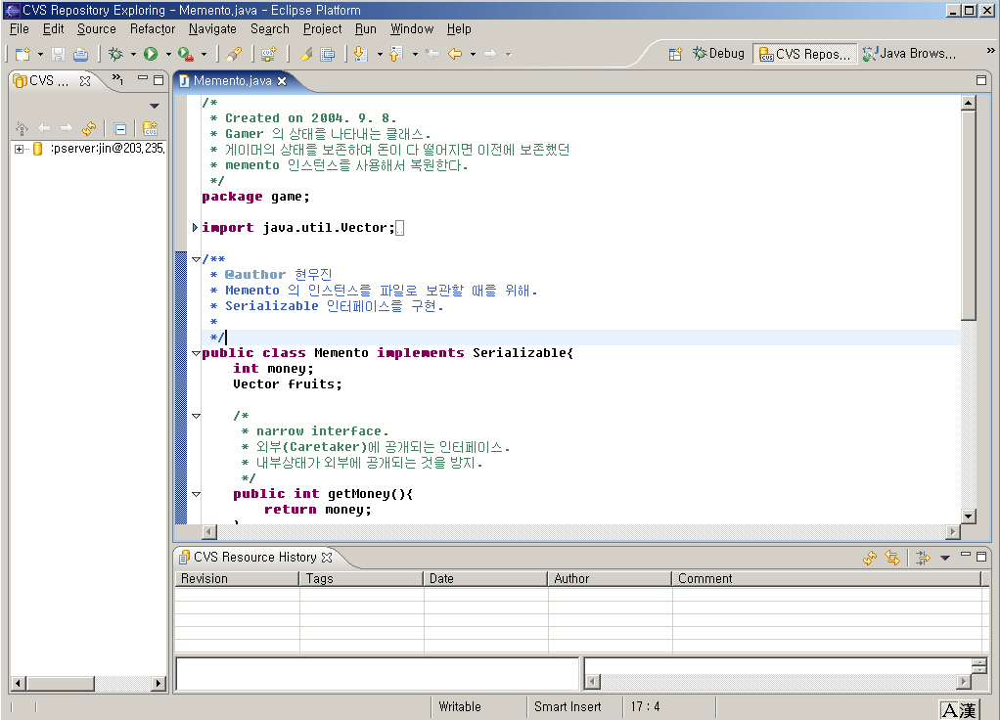 CVS Repository Exploring - Memento.java - Eclipse Platform
File Edit Source Refactor Navigate Search Project Run Window Help
Debug CVS Repos... Java Brows... »
CVS ... »1
Memento.java
:pserver:jin@203,235,
/*
* Created on 2004. 9. 8.
* Gamer 의 상태를 나타내는 클래스.
* 게이머의 상태를 보존하여 돈이 다 떨어지면 이전에 보존했던
* memento 인스턴스를 사용해서 복원한다.
*/
package game;
import java.util.Vector;
/**
* @author 현우진
* Memento 의 인스턴스를 파일로 보관할 때를 위해.
* Serializable 인터페이스를 구현.
*
*/
public class Memento implements Serializable{
int money;
Vector fruits;
/*
* narrow interface.
* 외부(Caretaker)에 공개되는 인터페이스.
* 내부상태가 외부에 공개되는 것을 방지.
*/
public int getMoney(){
return money;
CVS Resource History
Revision Tags Date Author Comment
Writable Smart Insert 17 : 4
A漢